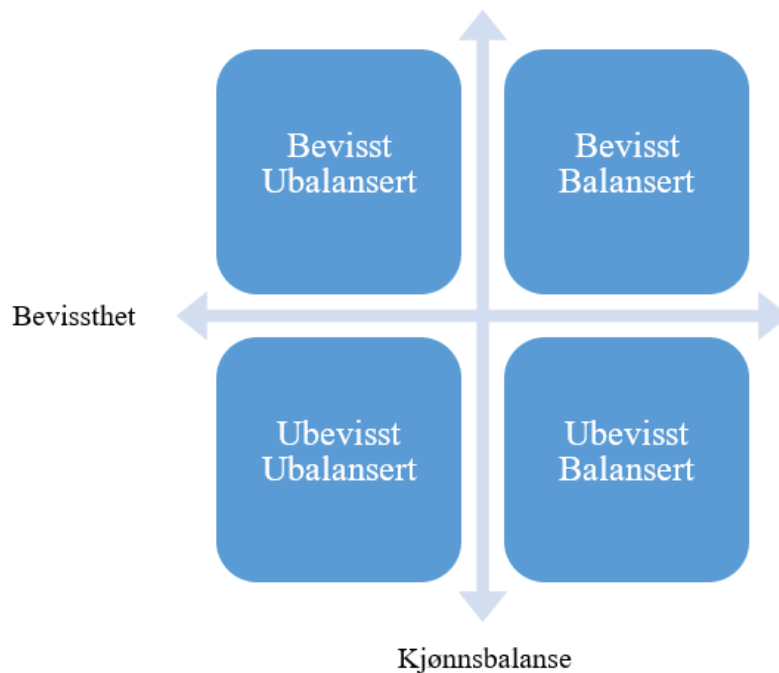 Bevisst
Ubalansert
Bevisst
Balansert
Bevissthet
Ubevisst
Ubalansert
Ubevisst
Balansert
Kjønnsbalanse